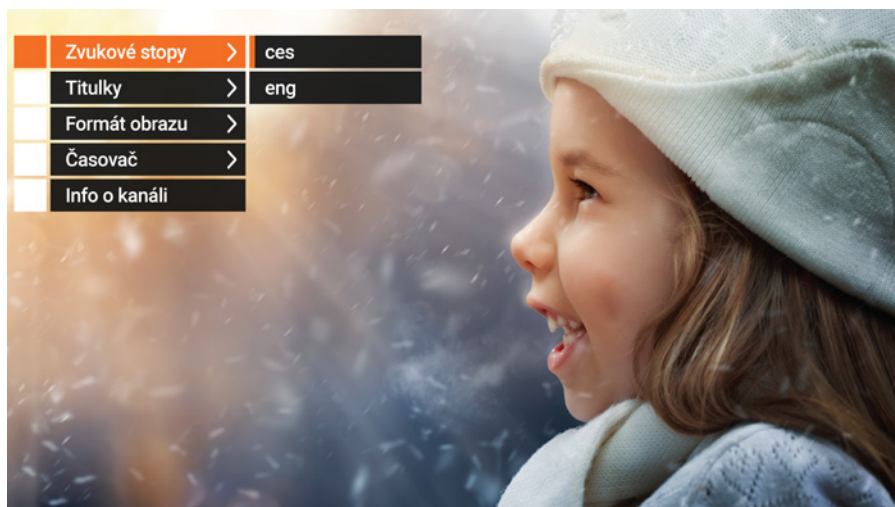 Zvukové stopy
ces
Titulky
eng
Formát obrazu
Časovač
Info o kanáli